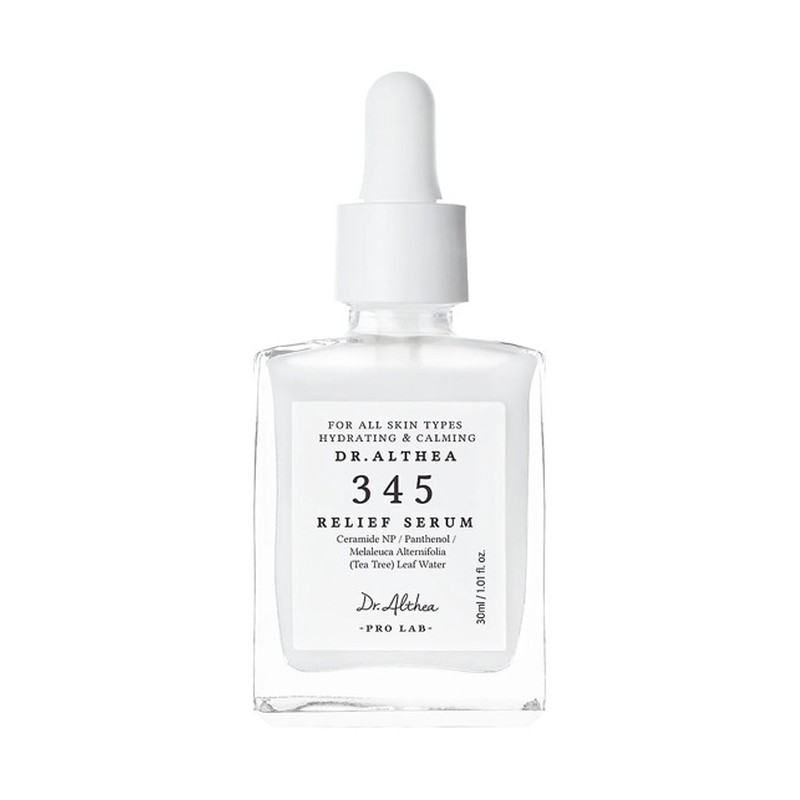 FOR ALL SKIN TYPES
HYDRATING & CALMING
DR.ALTHEA
345
RELIEF SERUM
Ceramide NP / Panthenol /
Melaleuca Alternifolia
(Tea Tree) Leaf Water
30ml / 1.01 fl. oz.
Dr. Althea
-PRO LAB-